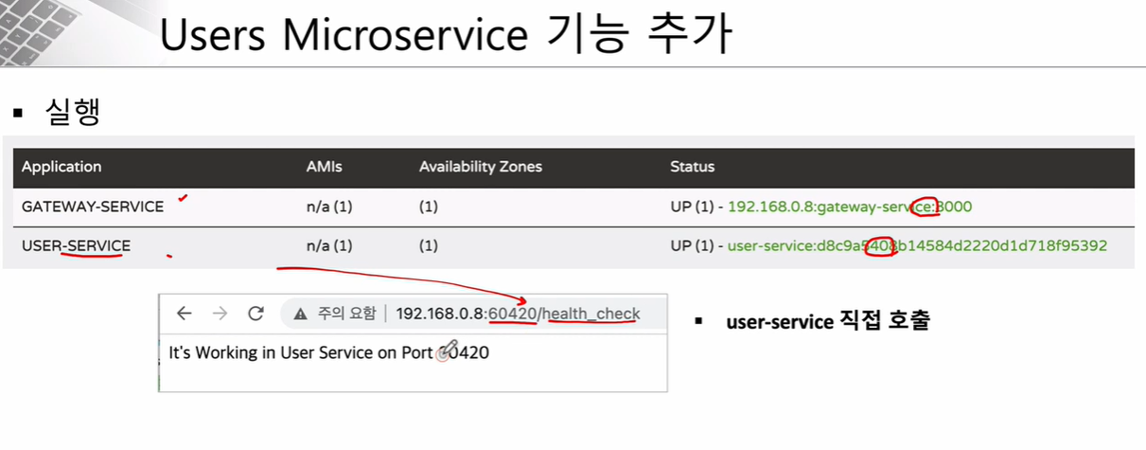 Users Microservice 기능 추가
▪ 실행
Application AMIs Availability Zones Status
GATEWAY-SERVICE n/a (1) (1) UP (1) - 192.168.0.8:gateway-service:8000
USER-SERVICE n/a (1) (1) UP (1) - user-service:d8c9a5408b14584d2220d1d718f95392
주의 요함 | 192.168.0.8:60420/health_check
It's Working in User Service on Port 60420
▪ user-service 직접 호출